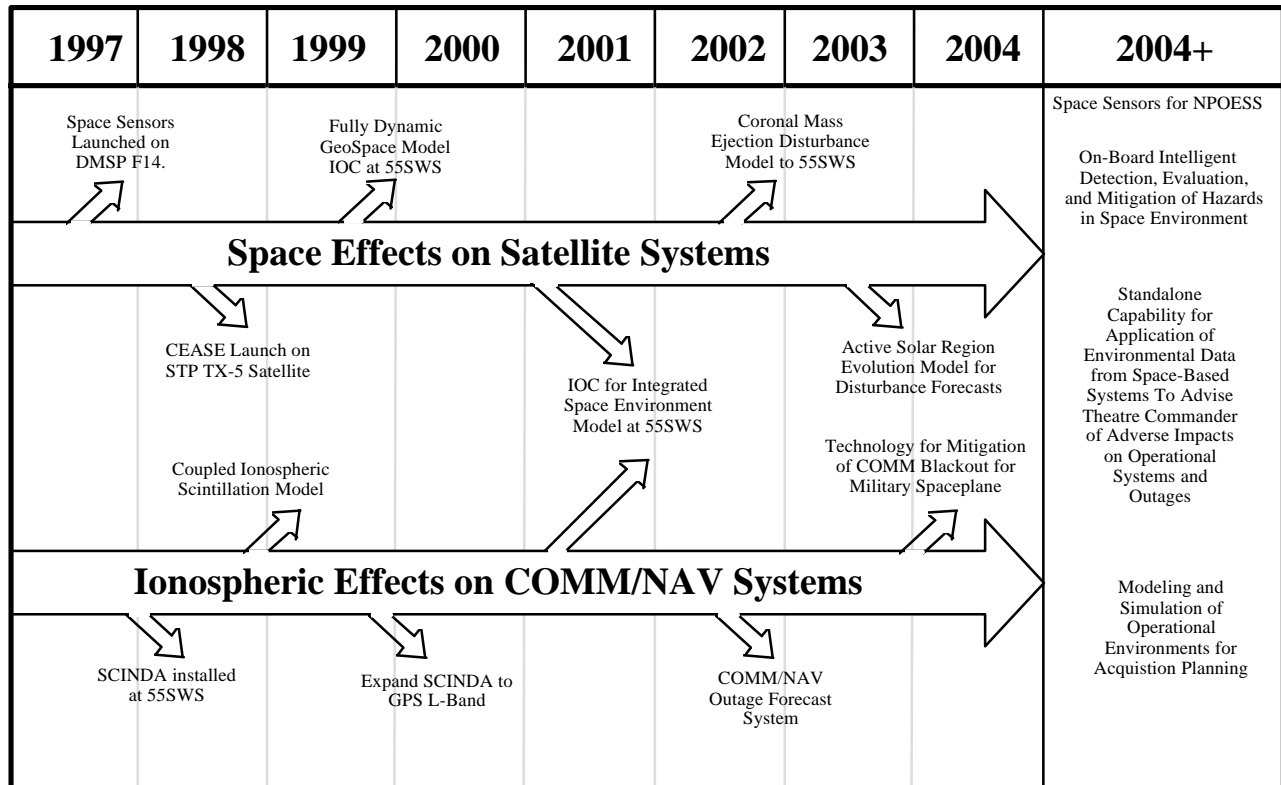 1997 1998 1999 2000 2001 2002 2003 2004 2004+
Space Sensors
Launched on
DMSP F14.
Fully Dynamic
GeoSpace Model
IOC at 55SWS
Coronal Mass
Ejection Disturbance
Model to 55SWS
Space Effects on Satellite Systems
CEASE Launch on
STP TX-5 Satellite
IOC for Integrated
Space Environment
Model at 55SWS
Active Solar Region
Evolution Model for
Disturbance Forecasts
Coupled Ionospheric
Scintillation Model
Technology for Mitigation
of COMM Blackout for
Military Spaceplane
Ionospheric Effects on COMM/NAV Systems
SCINDA installed
at 55SWS
Expand SCINDA to
GPS L-Band
COMM/NAV
Outage Forecast
System
Space Sensors for NPOESS
On-Board Intelligent
Detection, Evaluation,
and Mitigation of Hazards
in Space Environment
Standalone
Capability for
Application of
Environmental Data
from Space-Based
Systems To Advise
Theatre Commander
of Adverse Impacts
on Operational
Systems and
Outages
Modeling and
Simulation of
Operational
Environments for
Acquistion Planning